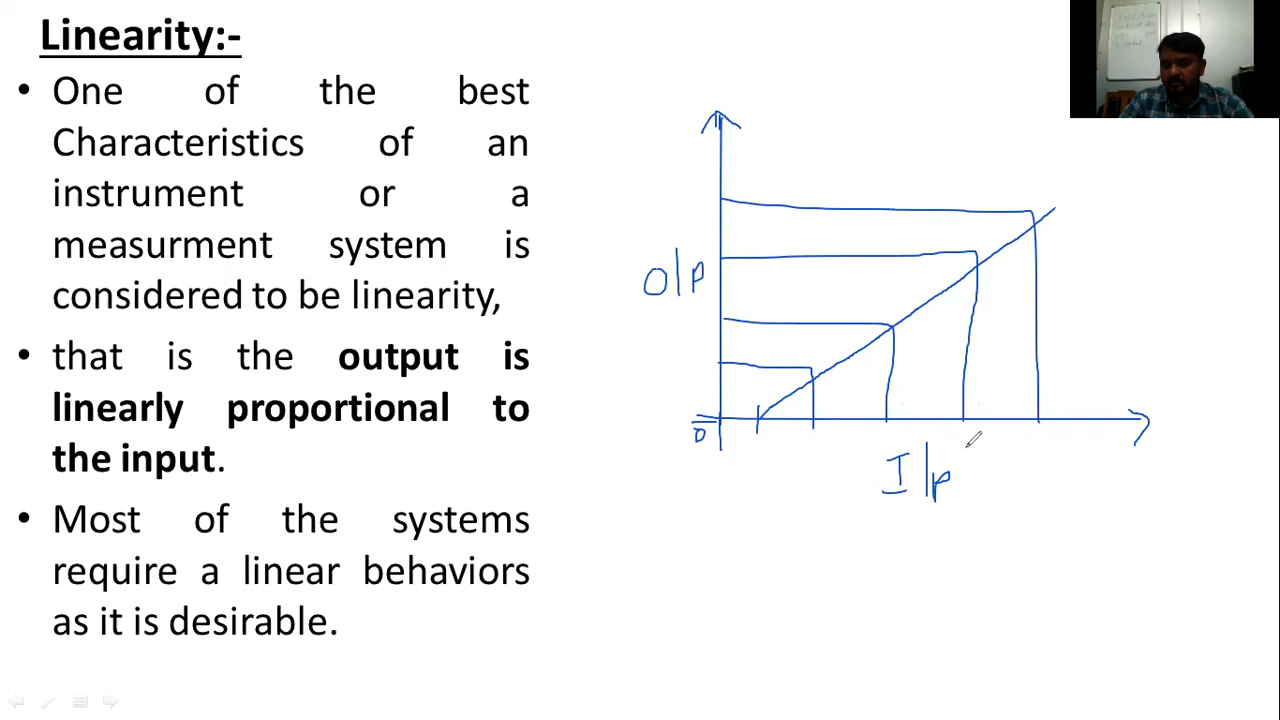 Linearity:-
• One of the best
Characteristics of an
instrument or a
measurment system is
considered to be linearity,
• that is the output is
linearly proportional to
the input.
• Most of the systems
require a linear behaviors
as it is desirable.
O|P
0
I|p